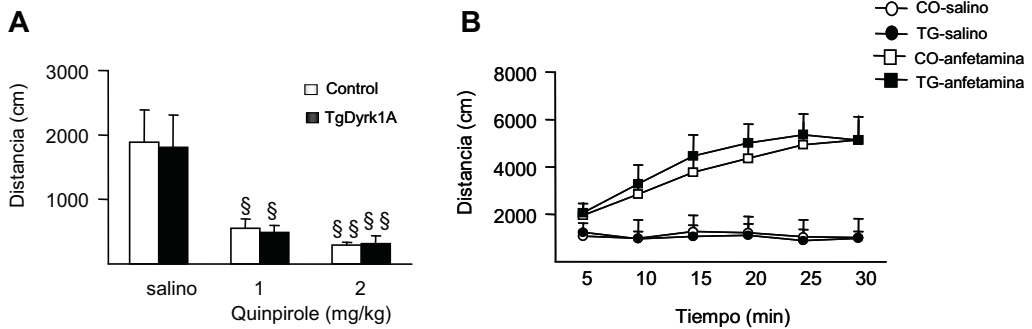 A
Distancia (cm)
3000
2000
1000
Control
TgDyrk1A
§ §
§ § § §
salino 1 2
Quinpirole (mg/kg)
B
CO-salino
TG-salino
CO-anfetamina
TG-anfetamina
Distancia (cm)
8000
6000
4000
2000
5 10 15 20 25 30
Tiempo (min)